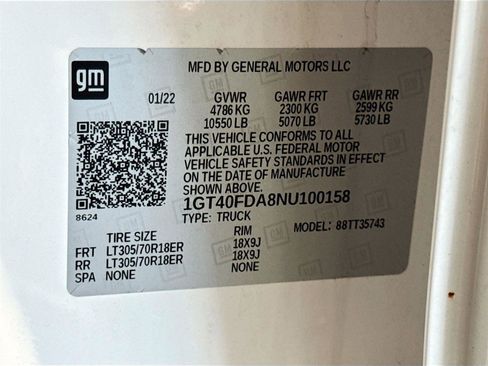 gm
MFD BY GENERAL MOTORS LLC
01/22 GVWR GAWR FRT GAWR RR
4786 KG 2300 KG 2599 KG
10550 LB 5070 LB 5730 LB
THIS VEHICLE CONFORMS TO ALL
APPLICABLE U.S. FEDERAL MOTOR
VEHICLE SAFETY STANDARDS IN EFFECT
ON THE DATE OF MANUFACTURE
SHOWN ABOVE.
1GT40FDA8NU100158
8624
TYPE: TRUCK MODEL: 88TT35743
TIRE SIZE RIM
FRT LT305/70R18ER 18X9J
RR LT305/70R18ER 18X9J
SPA NONE NONE